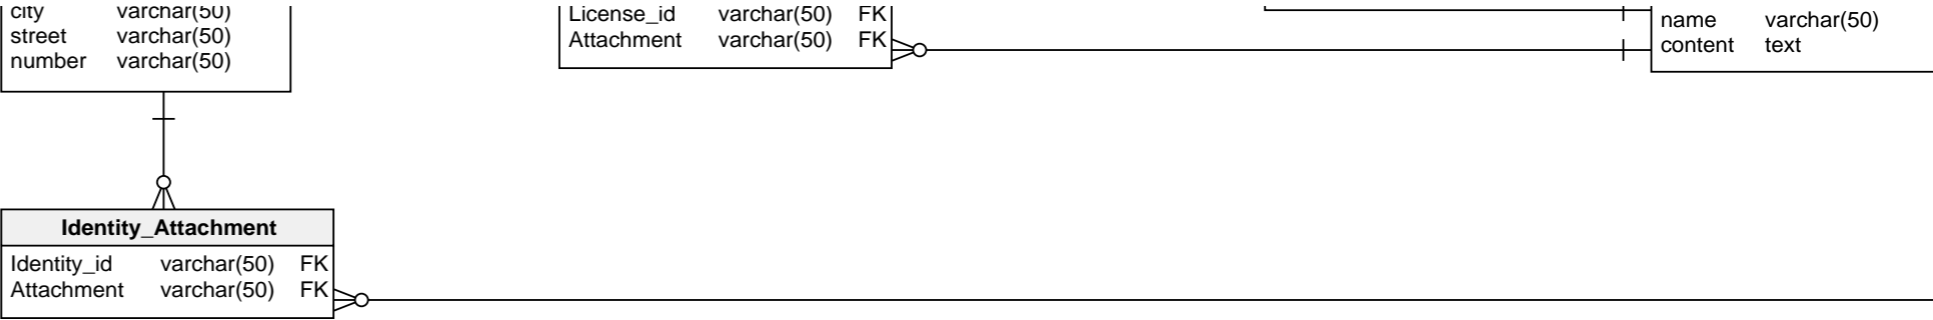 city varchar(50)
street varchar(50)
number varchar(50)
License_id varchar(50) FK
Attachment varchar(50) FK
name varchar(50)
content text
Identity_Attachment
Identity_id varchar(50) FK
Attachment varchar(50) FK